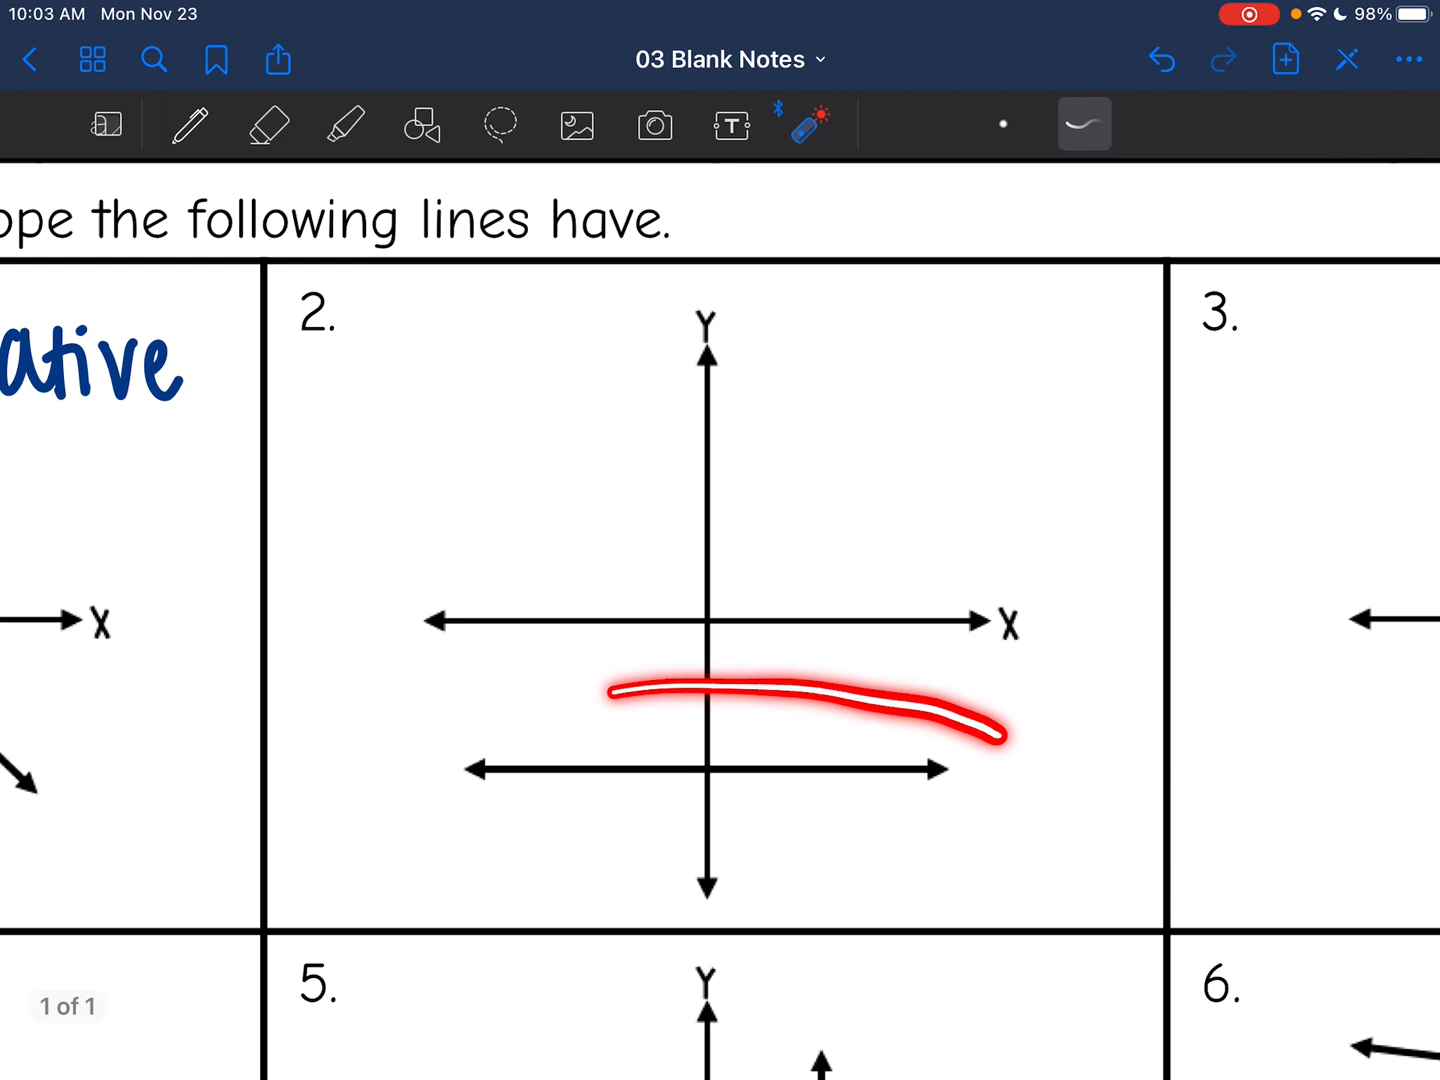 10:03 AM Mon Nov 23
98%
03 Blank Notes
T
ope the following lines have.
ative
2.
Y
3.
X
X
5.
Y
6.
1 of 1